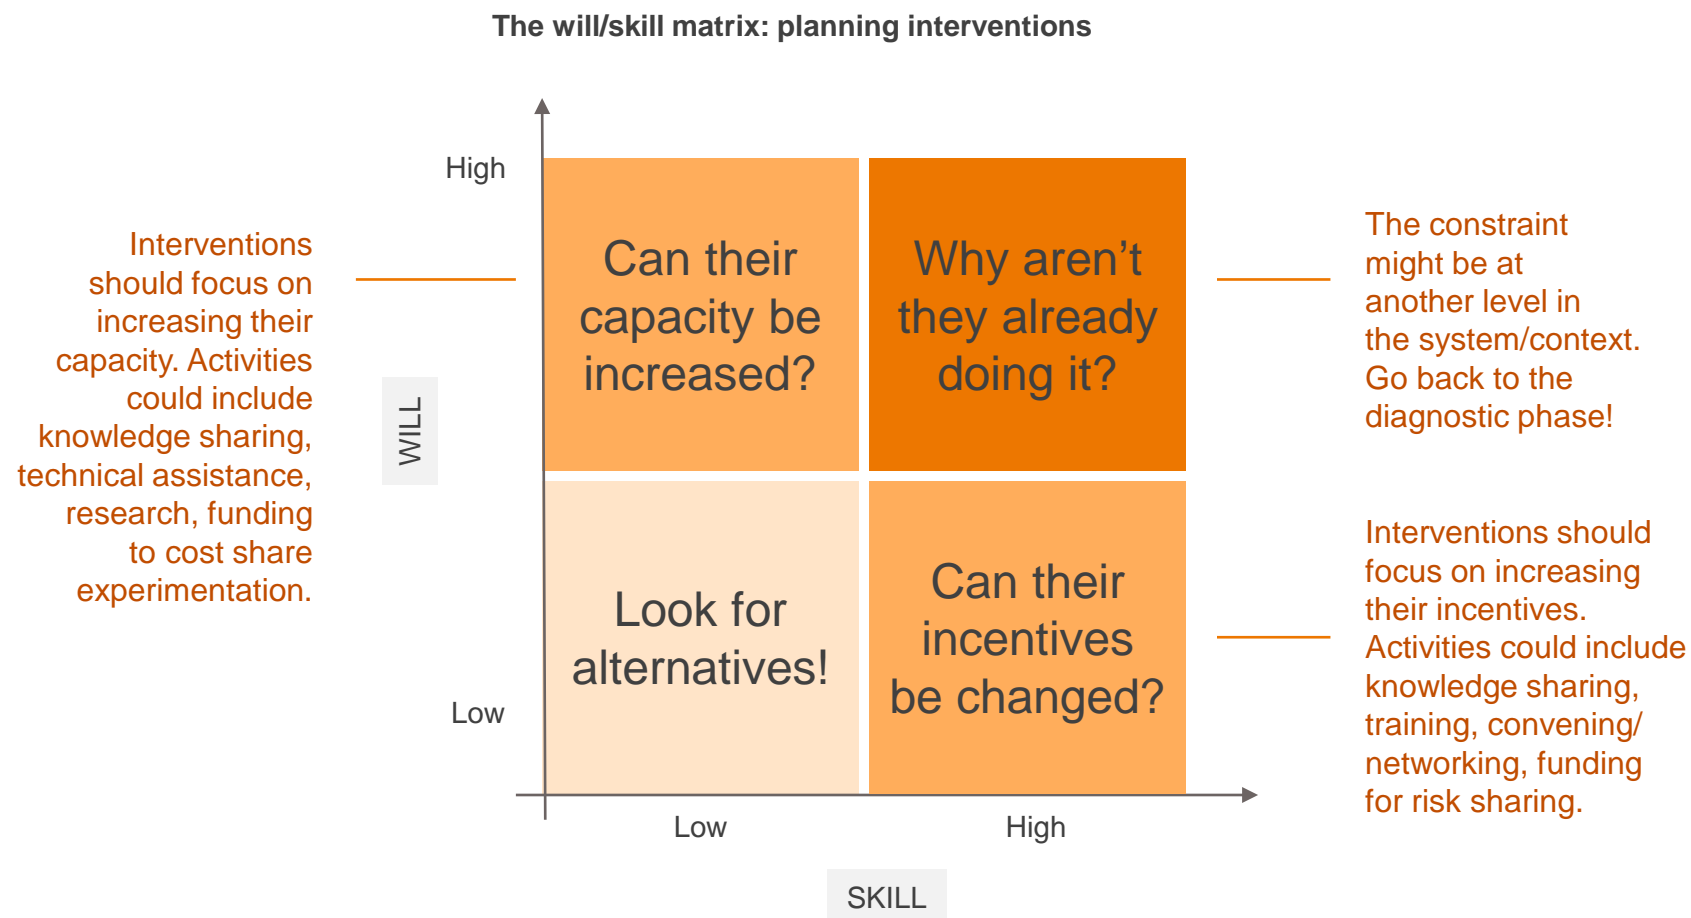 The will/skill matrix: planning interventions
High
Low
WILL
Interventions
should focus on
increasing their
capacity. Activities
could include
knowledge sharing,
technical assistance,
research, funding
to cost share
experimentation.
Can their
capacity be
increased?
Why aren’t
they already
doing it?
Look for
alternatives!
Can their
incentives
be changed?
The constraint
might be at
another level in
the system/context.
Go back to the
diagnostic phase!
Interventions should
focus on increasing
their incentives.
Activities could include
knowledge sharing,
training, convening/
networking, funding
for risk sharing.
Low
High
SKILL